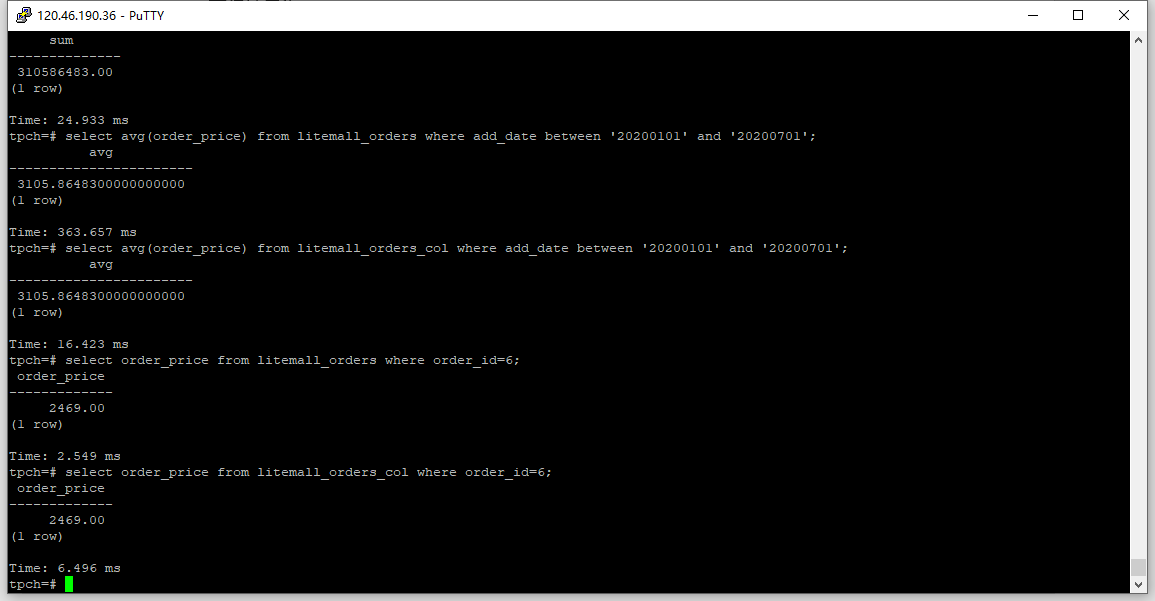 120.46.190.36 - PuTTY
sum
--------------
310586483.00
(1 row)
Time: 24.933 ms
tpch=# select avg(order_price) from litemall_orders where add_date between '20200101' and '20200701';
avg
-----------------------
3105.8648300000000000
(1 row)
Time: 363.657 ms
tpch=# select avg(order_price) from litemall_orders_col where add_date between '20200101' and '20200701';
avg
-----------------------
3105.8648300000000000
(1 row)
Time: 16.423 ms
tpch=# select order_price from litemall_orders where order_id=6;
order_price
-------------
2469.00
(1 row)
Time: 2.549 ms
tpch=# select order_price from litemall_orders_col where order_id=6;
order_price
-------------
2469.00
(1 row)
Time: 6.496 ms
tpch=#